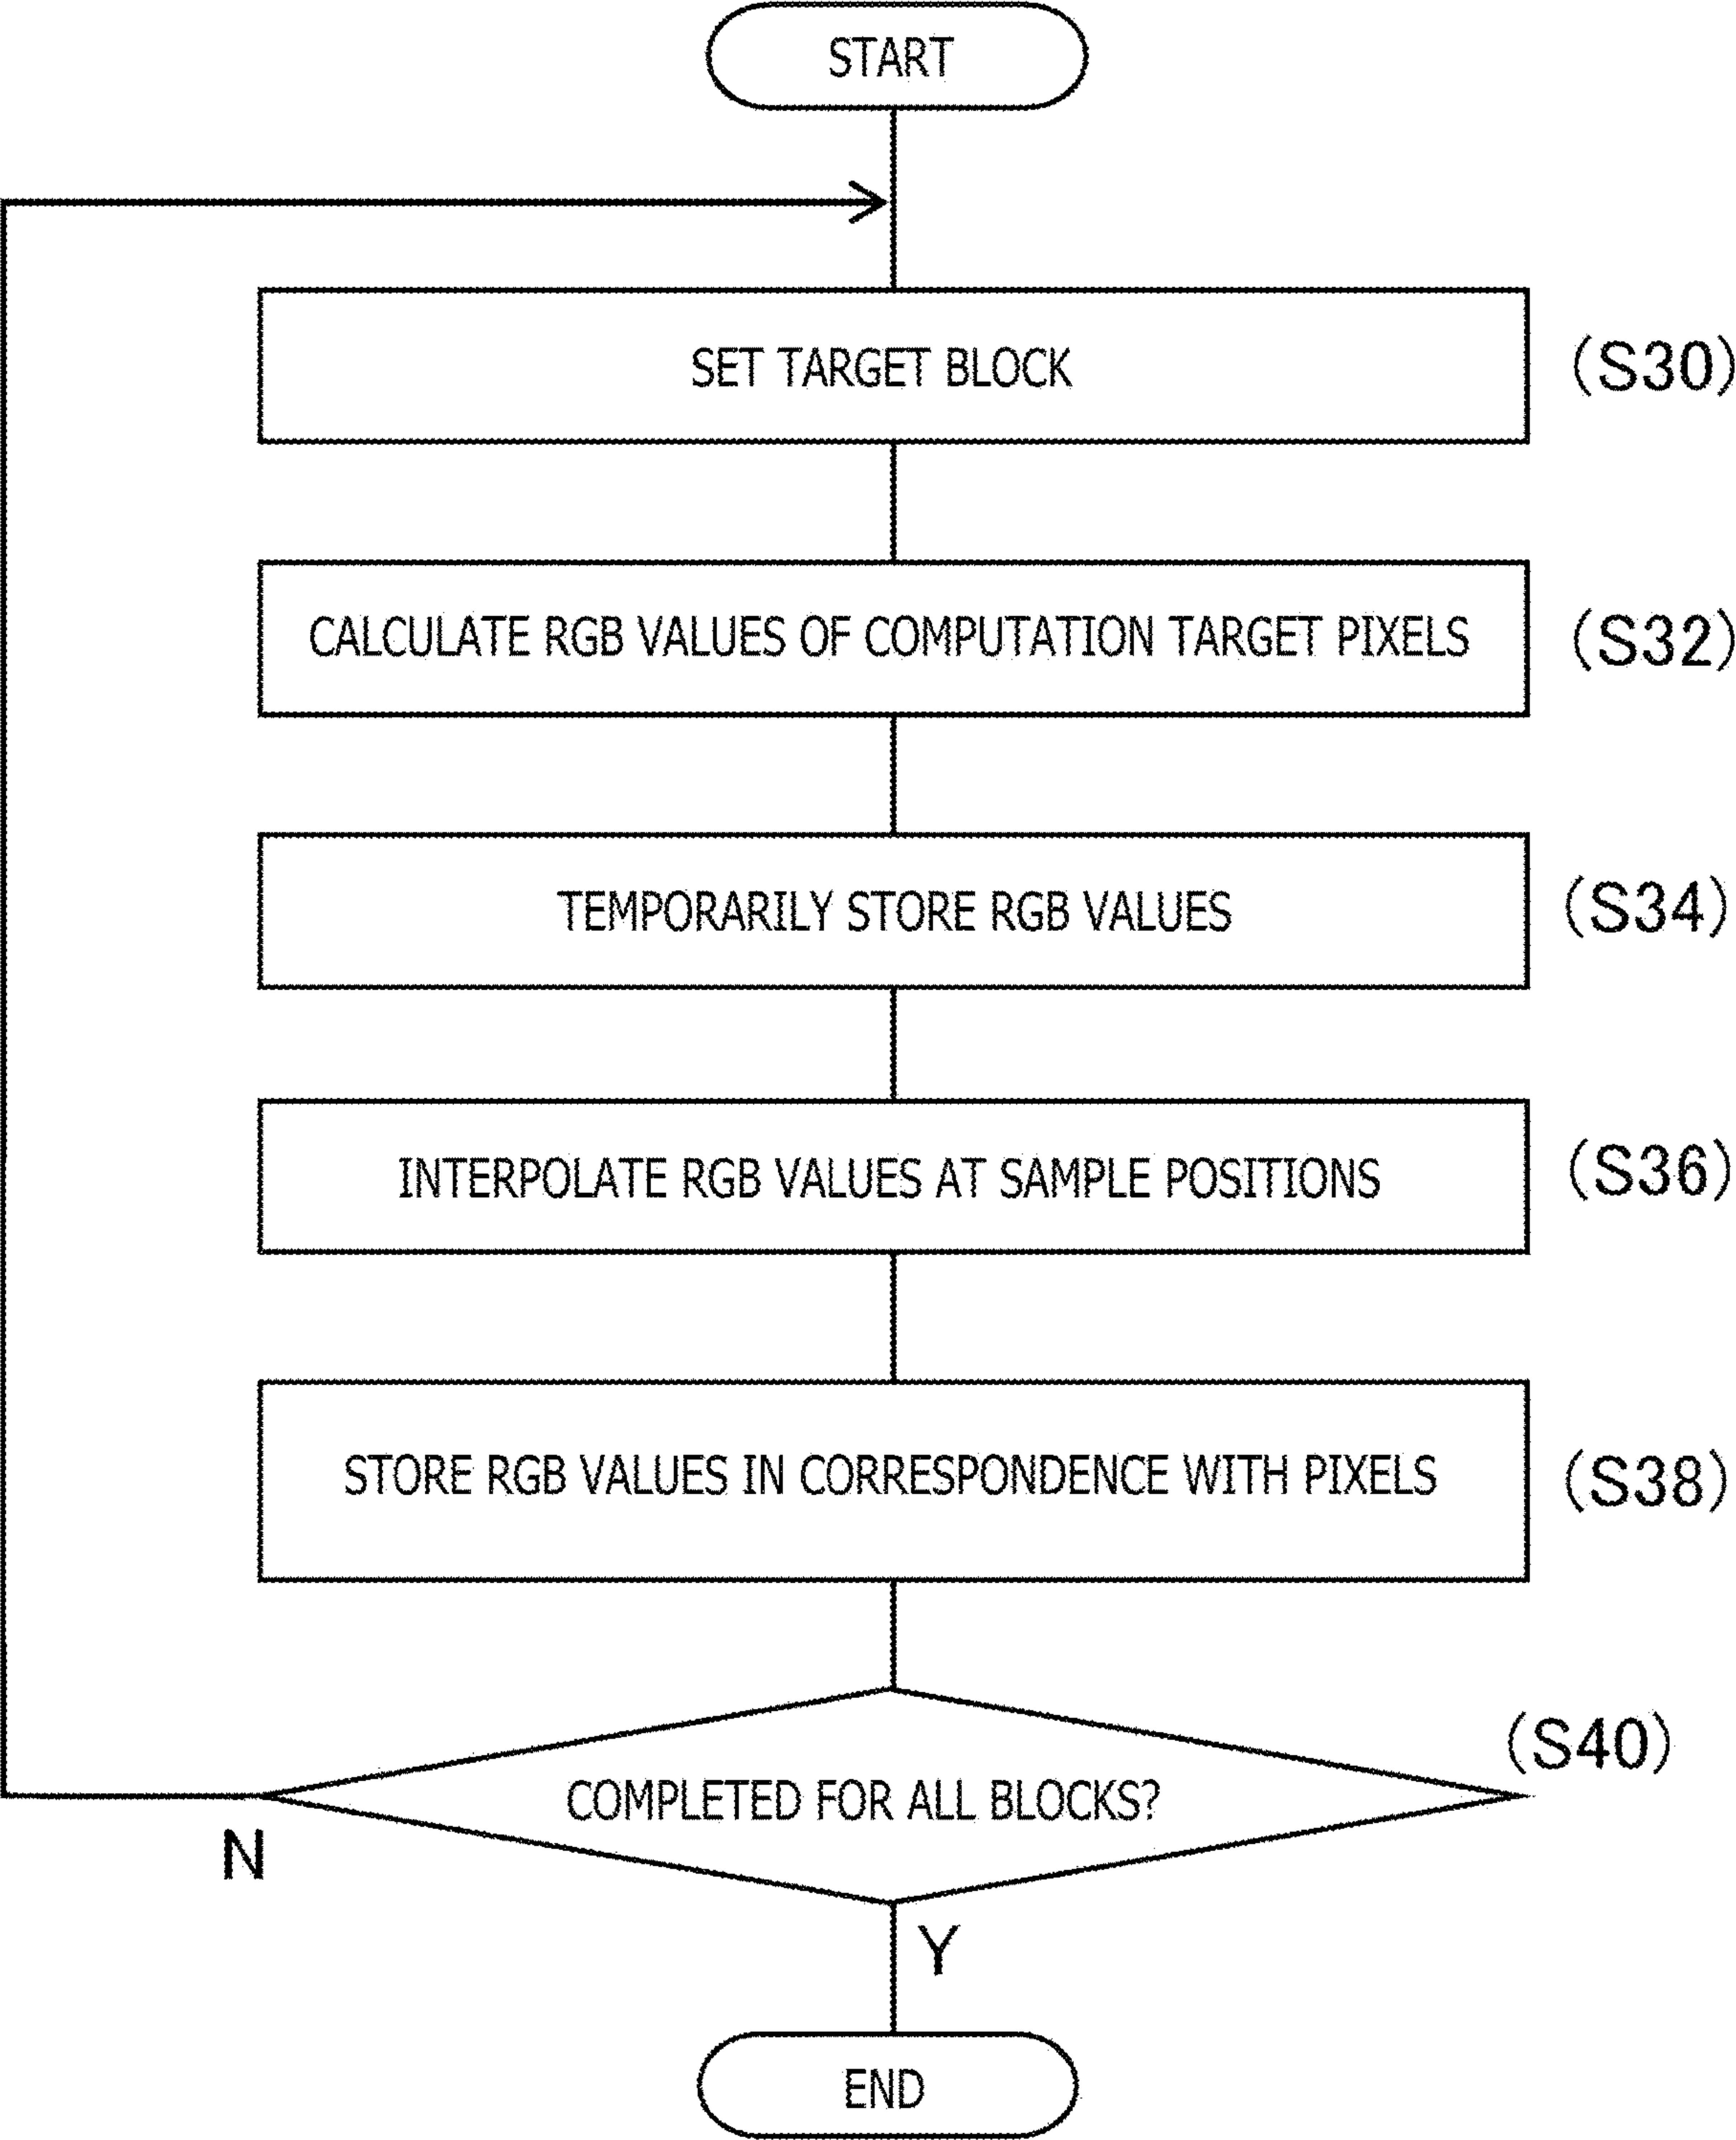 START
SET TARGET BLOCK
(S30)
CALCULATE RGB VALUES OF COMPUTATION TARGET PIXELS
(S32)
TEMPORARILY STORE RGB VALUES
(S34)
INTERPOLATE RGB VALUES AT SAMPLE POSITIONS
(S36)
STORE RGB VALUES IN CORRESPONDENCE WITH PIXELS
(S38)
(S40)
COMPLETED FOR ALL BLOCKS?
N
Y
END